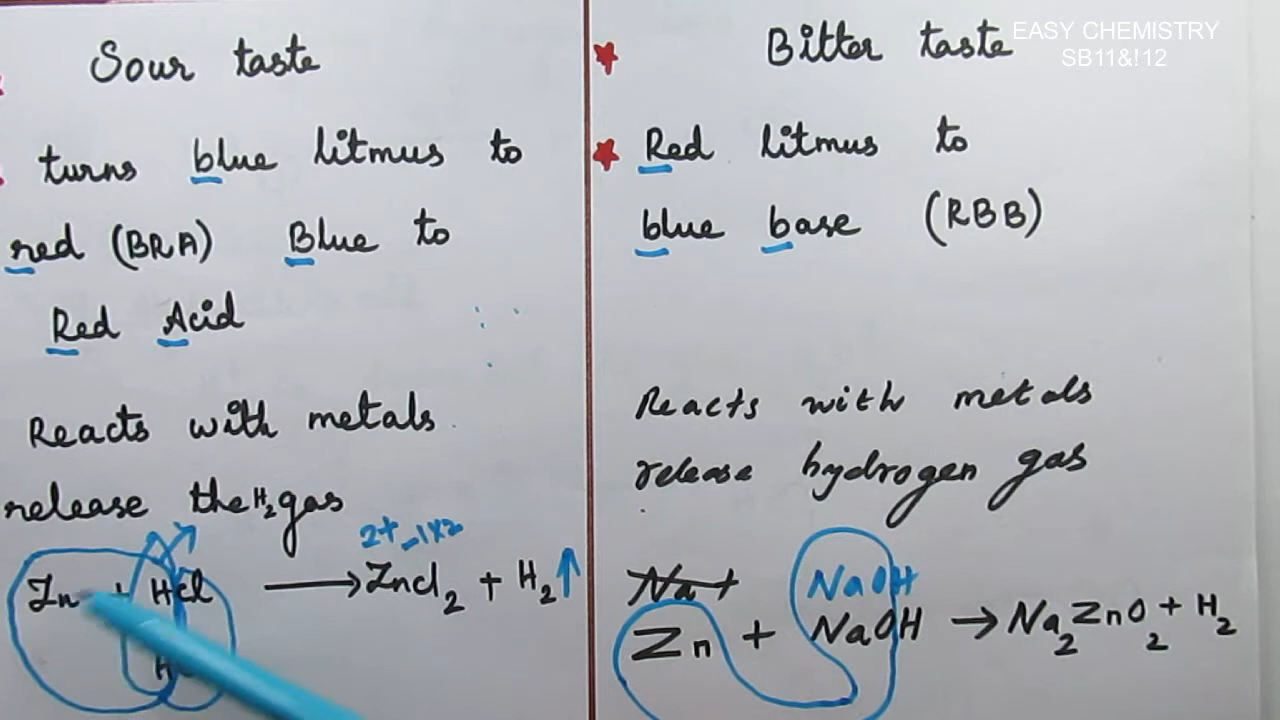 EASY CHEMISTRY
SB11&!12
Sour taste
turns blue litmus to
red (BRA) Blue to
Red Acid
Reacts with metals
release the H₂ gas
2+ -1x2
Zn + HCl ⟶ ZnCl₂ + H₂ ↑
H
Bitter taste
Red litmus to
blue base (RBB)
Reacts with metals
release hydrogen gas
Na +
NaOH
Zn + NaOH → Na₂ZnO₂ + H₂